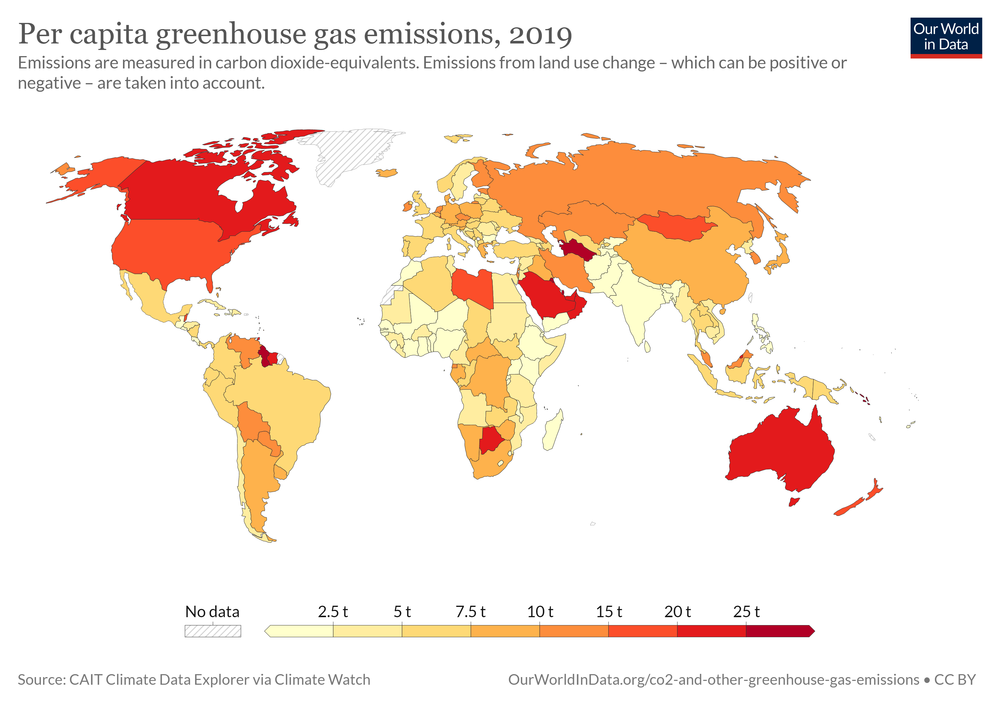 Per capita greenhouse gas emissions, 2019
Our World
in Data
Emissions are measured in carbon dioxide-equivalents. Emissions from land use change – which can be positive or
negative – are taken into account.
No data
2.5 t
5 t
7.5 t
10 t
15 t
20 t
25 t
Source: CAIT Climate Data Explorer via Climate Watch
OurWorldInData.org/co2-and-other-greenhouse-gas-emissions • CC BY